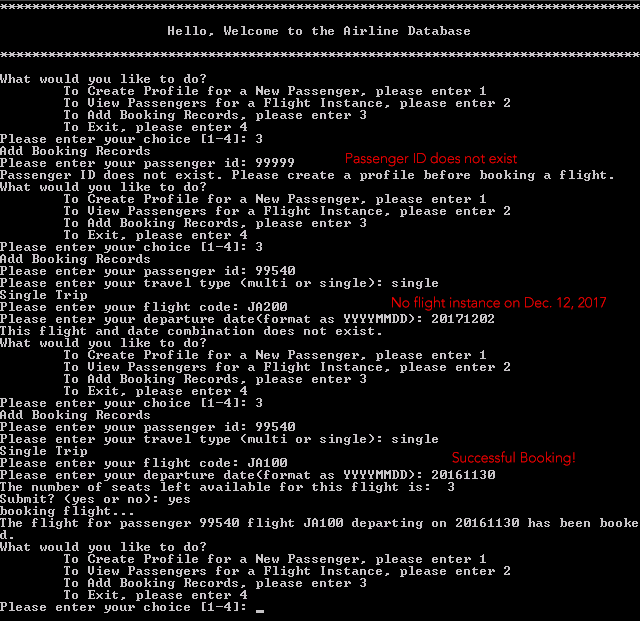 ********************************************************************************
Hello, Welcome to the Airline Database
********************************************************************************
What would you like to do?
To Create Profile for a New Passenger, please enter 1
To View Passengers for a Flight Instance, please enter 2
To Add Booking Records, please enter 3
To Exit, please enter 4
Please enter your choice [1-4]: 3
Add Booking Records
Please enter your passenger id: 99999
Passenger ID does not exist
Passenger ID does not exist. Please create a profile before booking a flight.
What would you like to do?
To Create Profile for a New Passenger, please enter 1
To View Passengers for a Flight Instance, please enter 2
To Add Booking Records, please enter 3
To Exit, please enter 4
Please enter your choice [1-4]: 3
Add Booking Records
Please enter your passenger id: 99540
Please enter your travel type (multi or single): single
Single Trip
Please enter your flight code: JA200
No flight instance on Dec. 12, 2017
Please enter your departure date(format as YYYYMMDD): 20171202
This flight and date combination does not exist.
What would you like to do?
To Create Profile for a New Passenger, please enter 1
To View Passengers for a Flight Instance, please enter 2
To Add Booking Records, please enter 3
To Exit, please enter 4
Please enter your choice [1-4]: 3
Add Booking Records
Please enter your passenger id: 99540
Please enter your travel type (multi or single): single
Single Trip
Successful Booking!
Please enter your flight code: JA100
Please enter your departure date(format as YYYYMMDD): 20161130
The number of seats left available for this flight is:  3
Submit? (yes or no): yes
booking flight...
The flight for passenger 99540 flight JA100 departing on 20161130 has been booke
d.
What would you like to do?
To Create Profile for a New Passenger, please enter 1
To View Passengers for a Flight Instance, please enter 2
To Add Booking Records, please enter 3
To Exit, please enter 4
Please enter your choice [1-4]: _